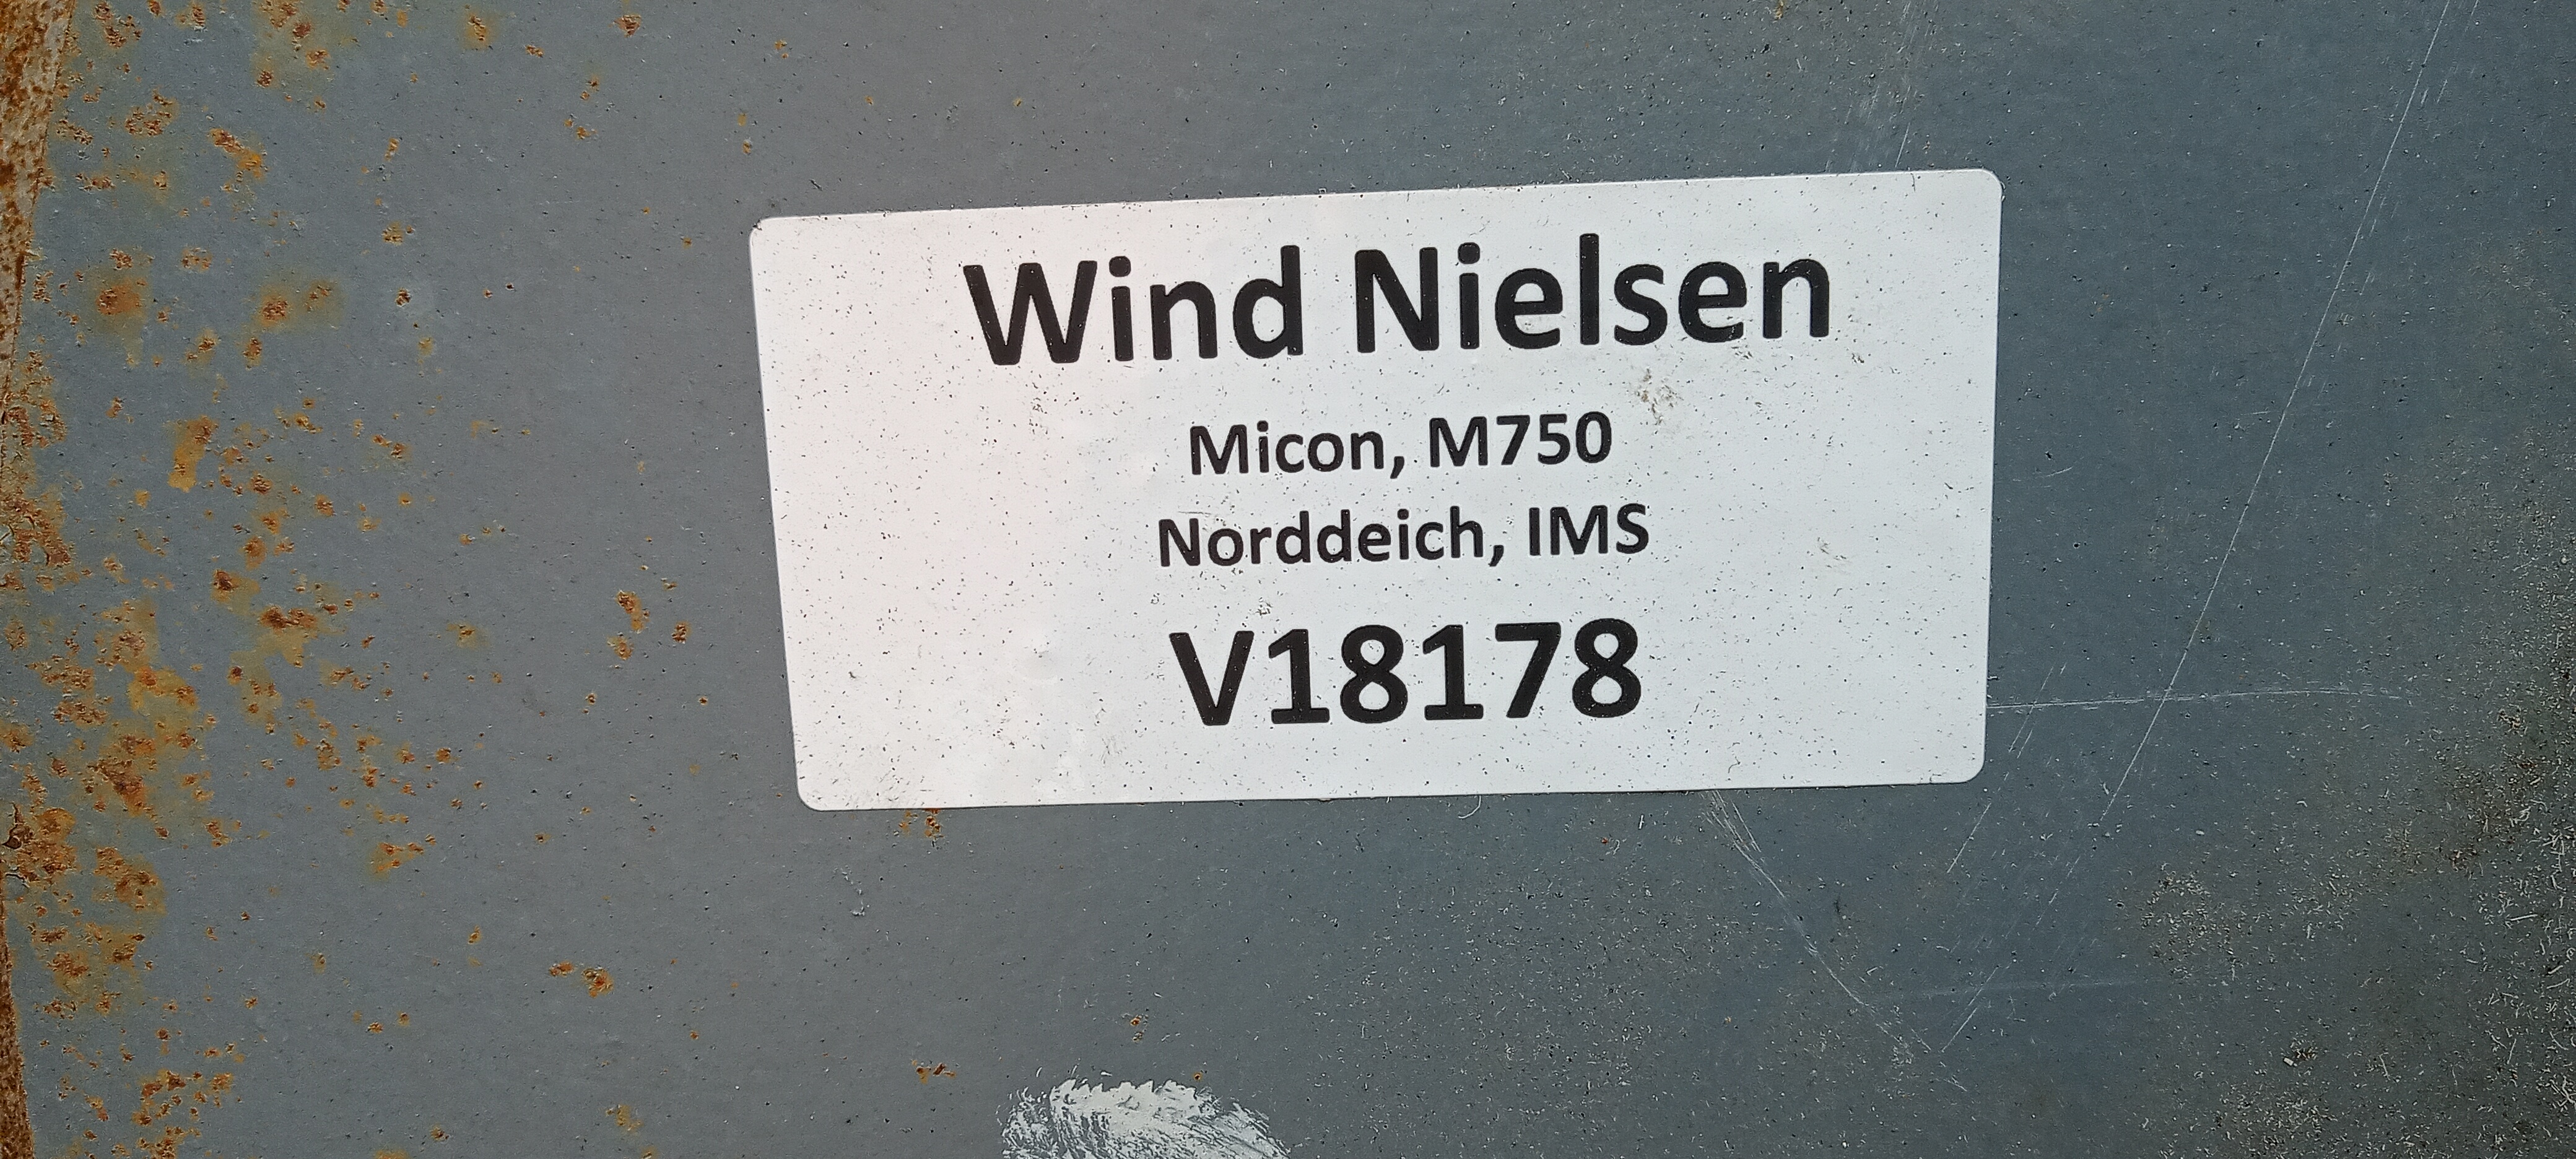 Wind Nielsen
Micon, M750
Norddeich, IMS
V18178